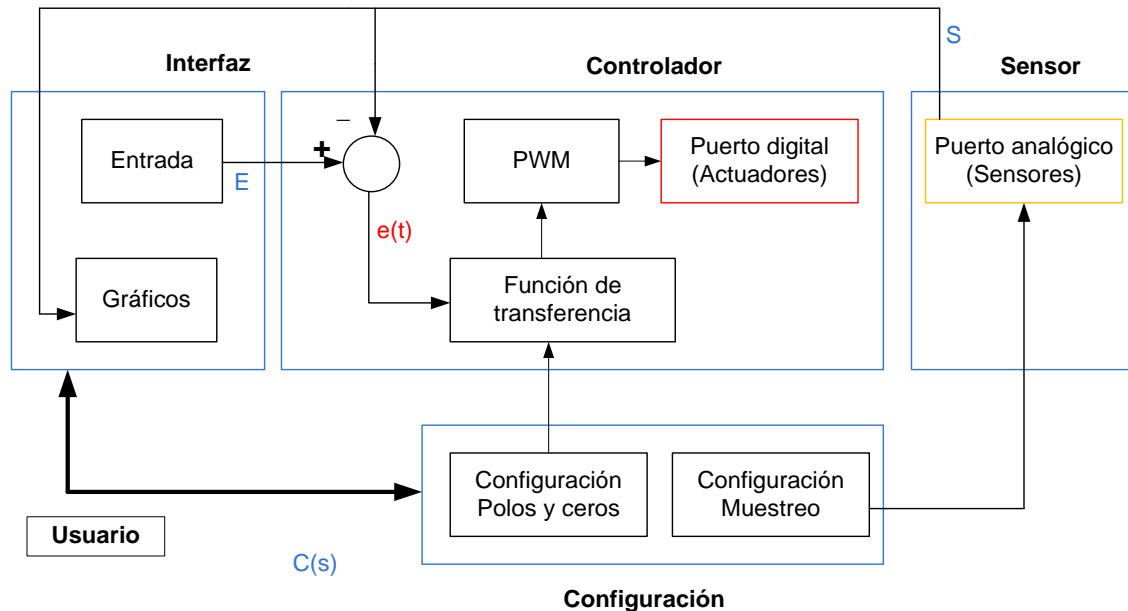 S
Interfaz
Controlador
Sensor
Entrada
E
+
−
e(t)
PWM
Puerto digital
(Actuadores)
Puerto analógico
(Sensores)
Gráficos
Función de
transferencia
Configuración
Polos y ceros
Configuración
Muestreo
Usuario
C(s)
Configuración